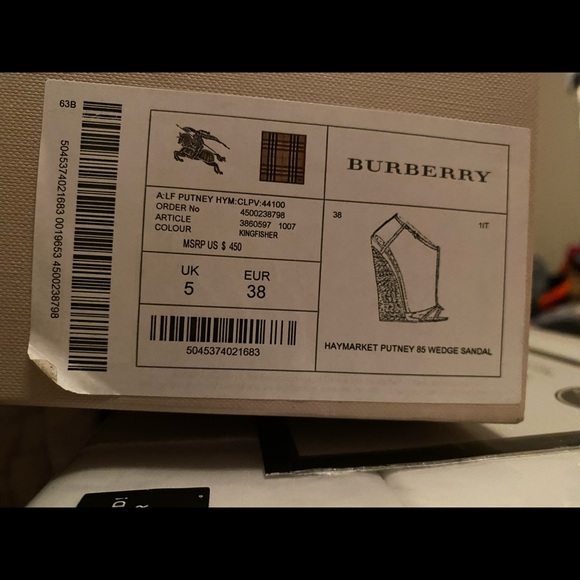 63B
5045374021683 0019653 4500238798
A:LF PUTNEY HYM:CLPV:44100
ORDER No 4500238798
ARTICLE 3860597 1007
COLOUR KINGFISHER
MSRP US $ 450
UK EUR
5 38
5045374021683
BURBERRY
38 1IT
HAYMARKET PUTNEY 85 WEDGE SANDAL